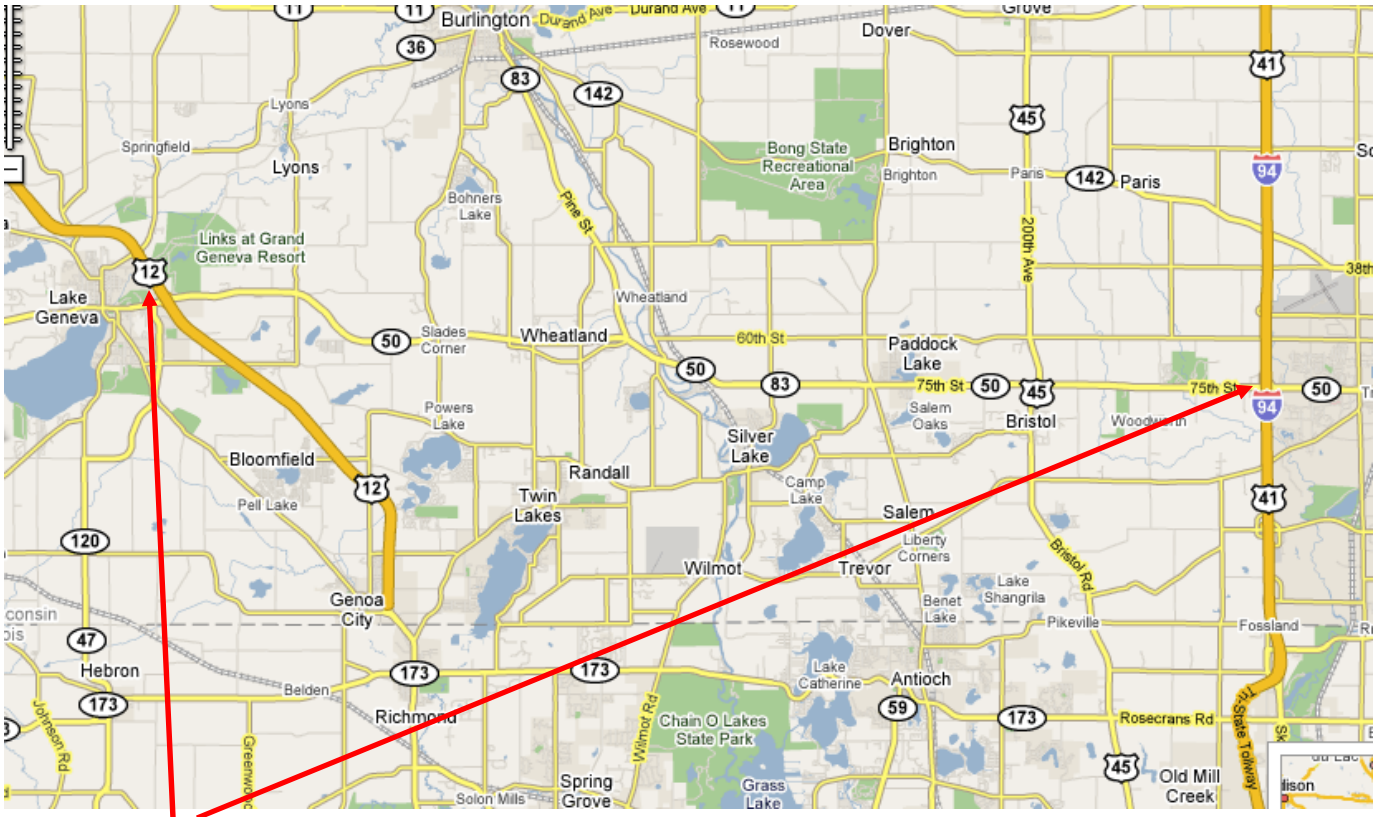 11
11
Burlington
Durand Ave
Durand Ave
11
Grove
36
Rosewood
Dover
41
83
142
Lyons
45
Springfield
Lyons
Bong State
Recreational
Area
Brighton
Brighton
Paris
142
Paris
94
Bohners
Lake
Pine St
200th Ave
Links at Grand
Geneva Resort
12
38th
Lake
Geneva
Wheatland
50
Slades
Corner
Wheatland
60th St
Paddock
Lake
50
83
75th St
50
45
75th St
50
94
Powers
Lake
Salem
Oaks
Bristol
Woodworth
Silver
Lake
Bloomfield
12
Randall
Camp
Lake
41
Pell Lake
Twin
Lakes
Salem
120
Liberty
Corners
Bristol Rd
Wilmot
Trevor
Lake
Shangrila
Genoa
City
Benet
Lake
consin
ois
Pikeville
Fossland
47
Hebron
173
173
Lake
Catherine
Antioch
Belden
173
59
173
Rosecrans Rd
Richmond
Johnson Rd
Greenwood
Wilmot Rd
Chain O Lakes
State Park
Tri-State Tollway
45
Old Mill
Creek
Solon Mills
Spring
Grove
Grass
Lake
du Lac
dison